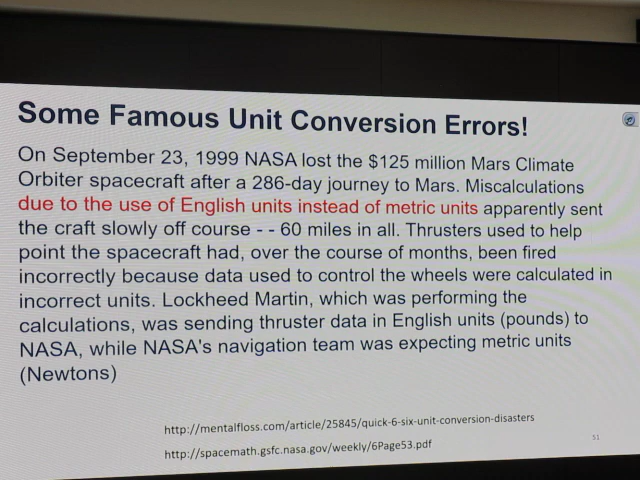 Some Famous Unit Conversion Errors!
On September 23, 1999 NASA lost the $125 million Mars Climate
Orbiter spacecraft after a 286-day journey to Mars. Miscalculations
due to the use of English units instead of metric units apparently sent
the craft slowly off course - - 60 miles in all. Thrusters used to help
point the spacecraft had, over the course of months, been fired
incorrectly because data used to control the wheels were calculated in
incorrect units. Lockheed Martin, which was performing the
calculations, was sending thruster data in English units (pounds) to
NASA, while NASA's navigation team was expecting metric units
(Newtons)
http://mentalfloss.com/article/25845/quick-6-six-unit-conversion-disasters
http://spacemath.gsfc.nasa.gov/weekly/6Page53.pdf
51